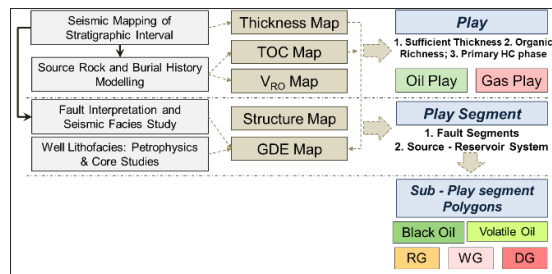 Seismic Mapping of
Stratigraphic Interval
Source Rock and Burial History
Modelling
Fault Interpretation and
Seismic Facies Study
Well Lithofacies: Petrophysics
& Core Studies
Thickness Map
TOC Map
VRO Map
Structure Map
GDE Map
Play
1. Sufficient Thickness 2. Organic
Richness; 3. Primary HC phase
Oil Play
Gas Play
Play Segment
1. Fault Segments
2. Source - Reservoir System
Sub - Play segment
Polygons
Black Oil
Volatile Oil
RG
WG
DG